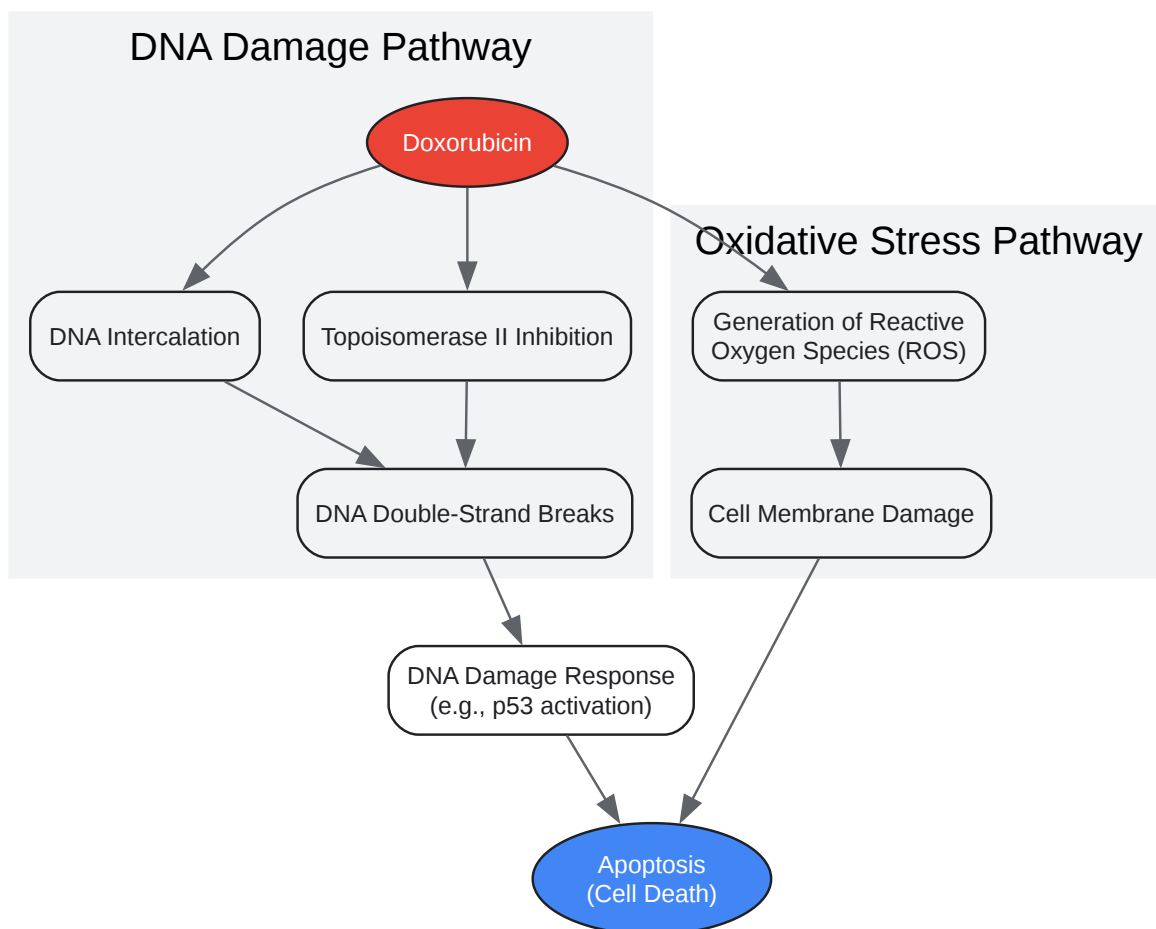 DNA Damage Pathway
Doxorubicin
Oxidative Stress Pathway
DNA Intercalation
Topoisomerase II Inhibition
Generation of Reactive
Oxygen Species (ROS)
DNA Double-Strand Breaks
Cell Membrane Damage
DNA Damage Response
(e.g., p53 activation)
Apoptosis
(Cell Death)